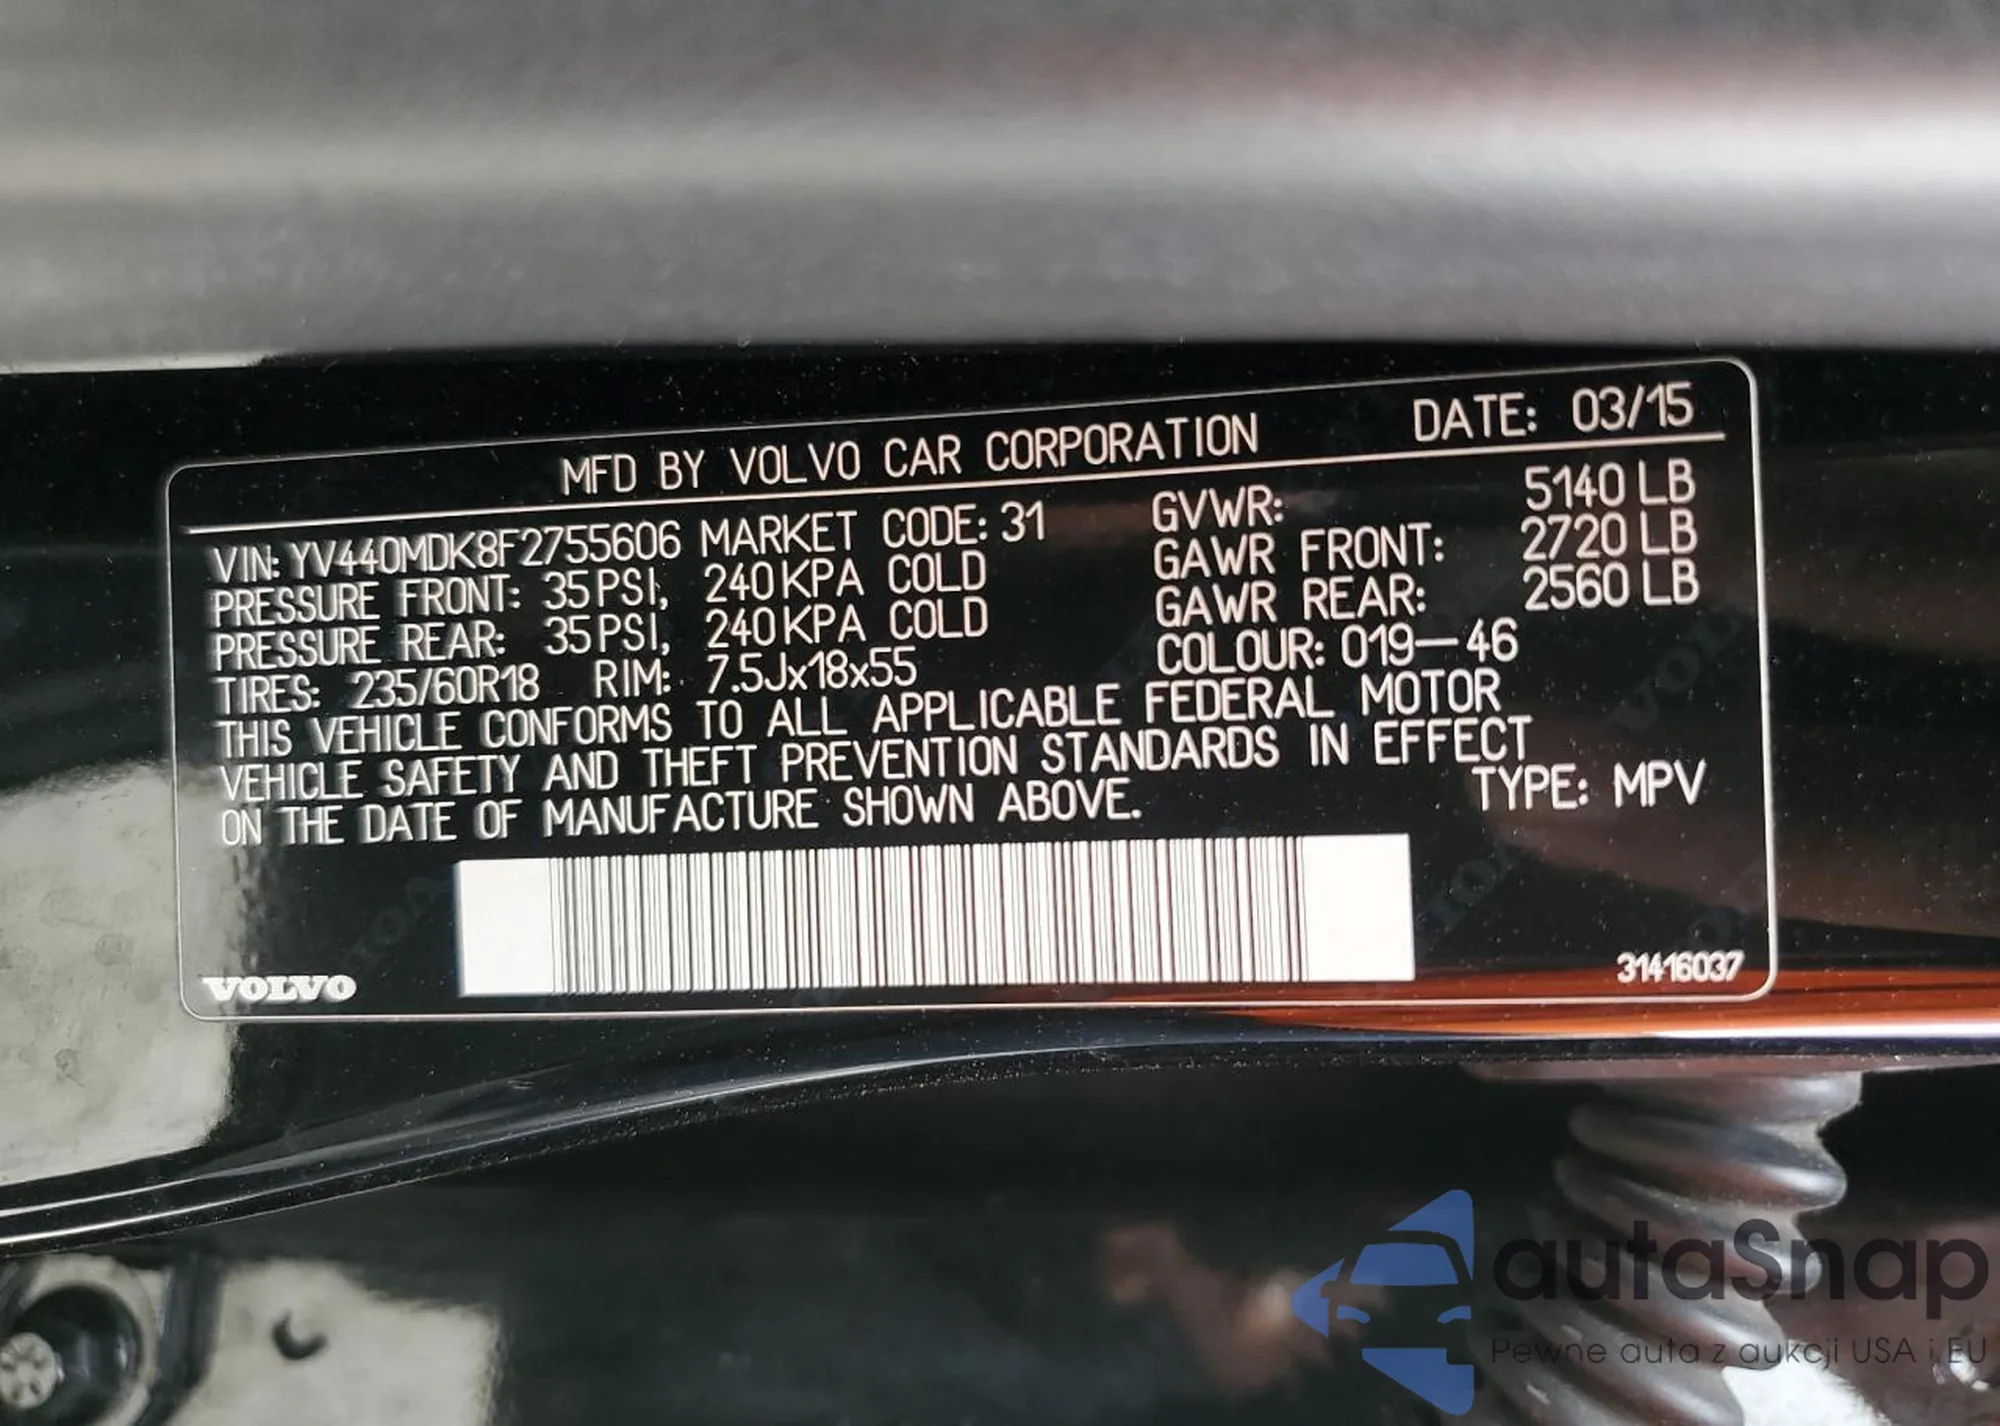 MFD BY VOLVO CAR CORPORATION DATE: 03/15
VIN: YV440MDK8F2755606 MARKET CODE: 31 GVWR: 5140 LB
PRESSURE FRONT: 35 PSI, 240 KPA COLD GAWR FRONT: 2720 LB
PRESSURE REAR: 35 PSI, 240 KPA COLD GAWR REAR: 2560 LB
TIRES: 235/60R18 RIM: 7.5Jx18x55 COLOUR: 019-46
THIS VEHICLE CONFORMS TO ALL APPLICABLE FEDERAL MOTOR
VEHICLE SAFETY AND THEFT PREVENTION STANDARDS IN EFFECT
ON THE DATE OF MANUFACTURE SHOWN ABOVE. TYPE: MPV
VOLVO 31416037
autaSnap
Pewne auta z aukcji USA i EU